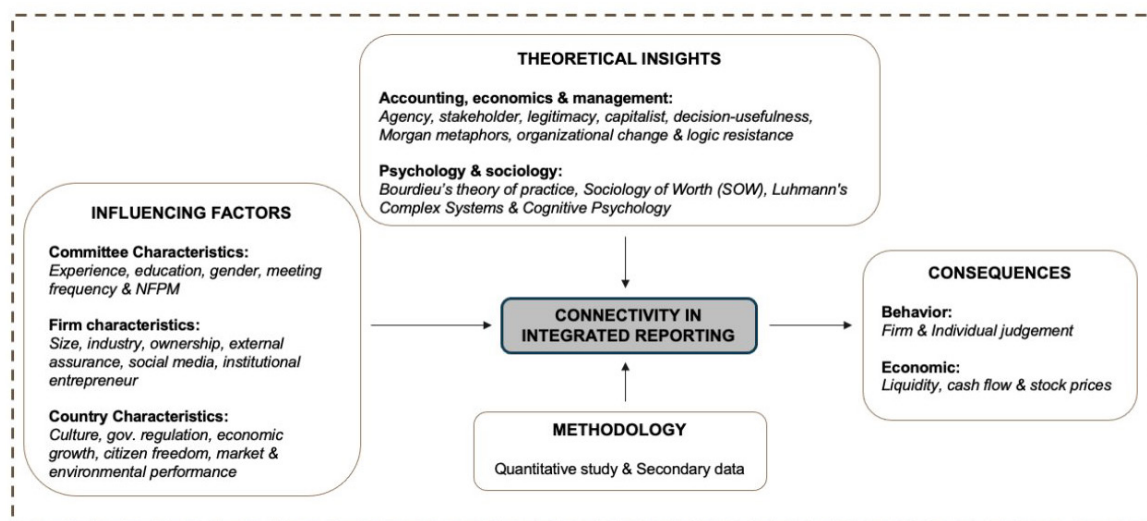 THEORETICAL INSIGHTS
Accounting, economics & management:
Agency, stakeholder, legitimacy, capitalist, decision-usefulness,
Morgan metaphors, organizational change & logic resistance
Psychology & sociology:
Bourdieu's theory of practice, Sociology of Worth (SOW), Luhmann's
Complex Systems & Cognitive Psychology
INFLUENCING FACTORS
Committee Characteristics:
Experience, education, gender, meeting
frequency & NFPM
Firm characteristics:
Size, industry, ownership, external
assurance, social media, institutional
entrepreneur
Country Characteristics:
Culture, gov. regulation, economic
growth, citizen freedom, market &
environmental performance
CONNECTIVITY IN
INTEGRATED REPORTING
METHODOLOGY
Quantitative study & Secondary data
CONSEQUENCES
Behavior:
Firm & Individual judgement
Economic:
Liquidity, cash flow & stock prices